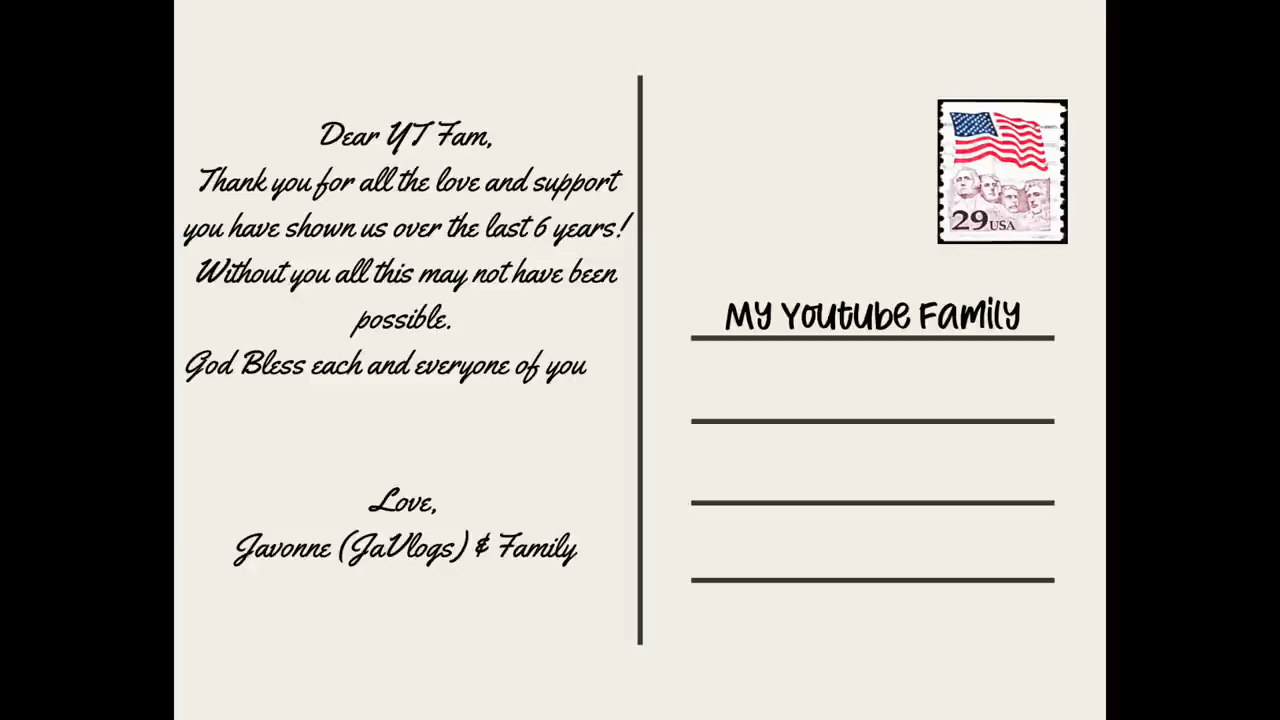 Dear YT Fam,
Thank you for all the love and support
you have shown us over the last 6 years!
Without you all this may not have been
possible.
God Bless each and everyone of you
Love,
Javonne (JaVlogs) & Family
29 USA
My Youtube Family